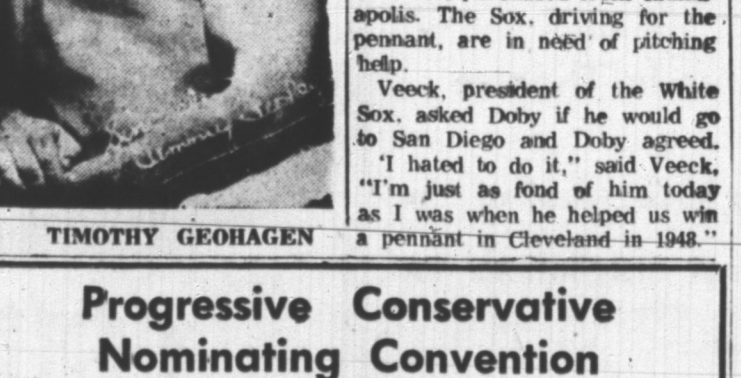 apolis. The Sox, driving for the
pennant, are in need of pitching
help.
Veeck, president of the White
Sox, asked Doby if he would go
to San Diego and Doby agreed.
'I hated to do it," said Veeck,
"I'm just as fond of him today
as I was when he helped us win
a pennant in Cleveland in 1948."
TIMOTHY GEOHAGEN
Progressive Conservative
Nominating Convention